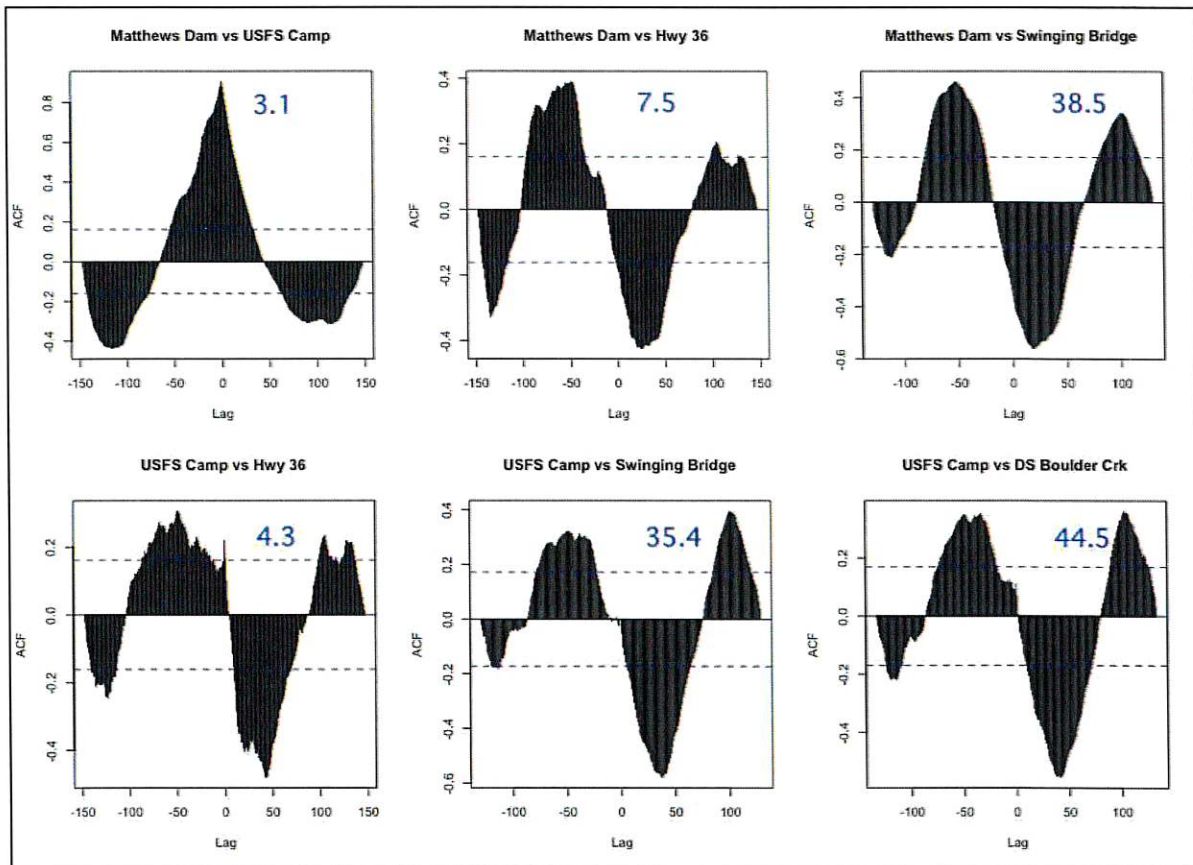 Matthews Dam vs USFS Camp
3.1
ACF
0.8
0.6
0.4
0.2
0.0
-0.2
-0.4
-150 -100 -50 0 50 100 150
Lag
Matthews Dam vs Hwy 36
7.5
ACF
0.4
0.2
0.0
-0.2
-0.4
-150 -100 -50 0 50 100 150
Lag
Matthews Dam vs Swinging Bridge
38.5
ACF
0.4
0.2
0.0
-0.2
-0.4
-0.6
-100 -50 0 50 100
Lag
USFS Camp vs Hwy 36
4.3
ACF
0.2
0.0
-0.2
-0.4
-150 -100 -50 0 50 100 150
Lag
USFS Camp vs Swinging Bridge
35.4
ACF
0.4
0.2
0.0
-0.2
-0.4
-0.6
-100 -50 0 50 100
Lag
USFS Camp vs DS Boulder Crk
44.5
ACF
0.2
0.0
-0.2
-0.4
-100 -50 0 50 100
Lag